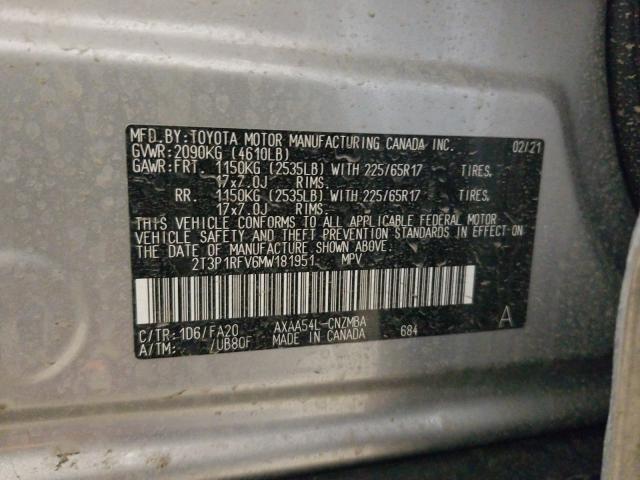 MFD. BY: TOYOTA MOTOR MANUFACTURING CANADA INC. 02/21
GVWR: 2090KG (4610LB)
GAWR: FRT. 1150KG (2535LB) WITH 225/65R17 TIRES,
17x7.0J RIMS.
RR. 1150KG (2535LB) WITH 225/65R17 TIRES,
17x7.0J RIMS.
THIS VEHICLE CONFORMS TO ALL APPLICABLE FEDERAL MOTOR
VEHICLE SAFETY AND THEFT PREVENTION STANDARDS IN EFFECT ON
THE DATE OF MANUFACTURE SHOWN ABOVE.
2T3P1RFV6MW181951 MPV
C/TR: 1D6/FA20 AXAA54L-CNZMBA 684 A
A/TM: /UB80F MADE IN CANADA